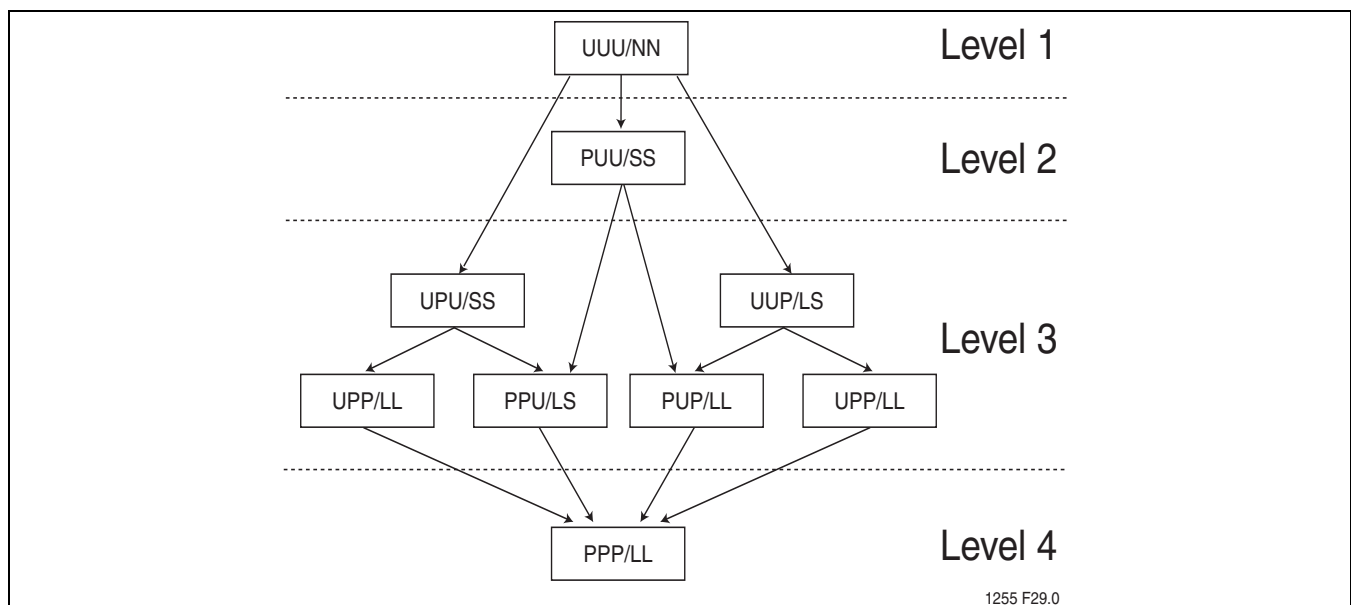 UUU/NN
Level 1
PUU/SS
Level 2
UPU/SS
UUP/LS
Level 3
UPP/LL
PPU/LS
PUP/LL
UPP/LL
PPP/LL
Level 4
1255 F29.0